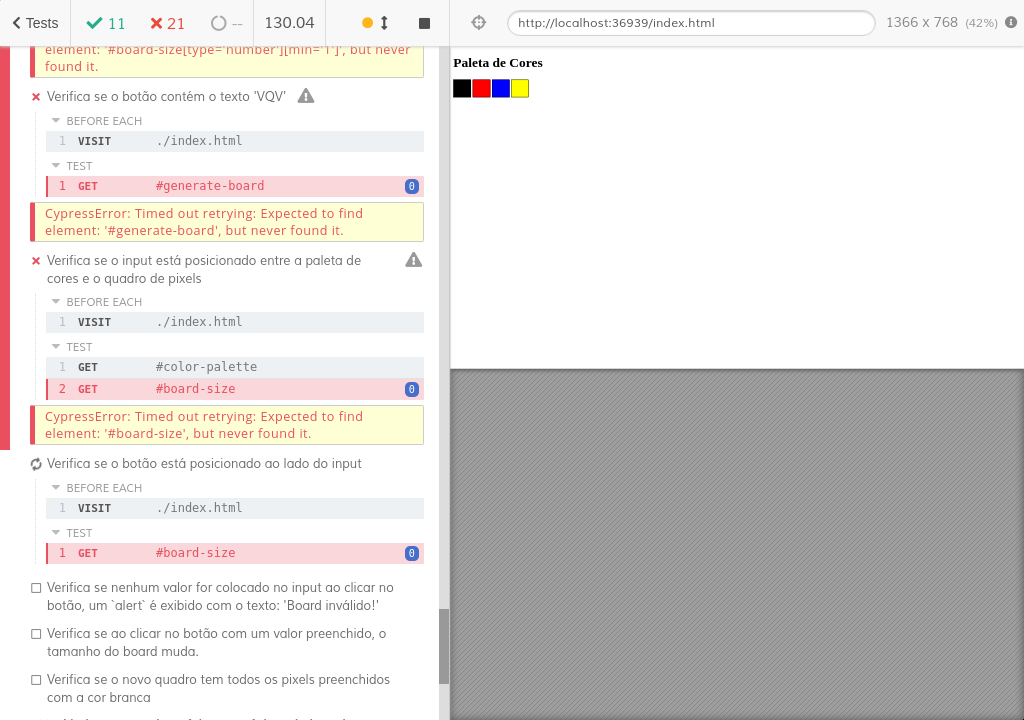 Tests
11
21
--
130.04
http://localhost:36939/index.html
1366 x 768 (42%)
element: '#board-size[type='number'][min='1']', but never
found it.
Verifica se o botão contém o texto 'VQV'
BEFORE EACH
1 VISIT ./index.html
TEST
1 GET #generate-board 0
CypressError: Timed out retrying: Expected to find
element: '#generate-board', but never found it.
Verifica se o input está posicionado entre a paleta de
cores e o quadro de pixels
BEFORE EACH
1 VISIT ./index.html
TEST
1 GET #color-palette
2 GET #board-size 0
CypressError: Timed out retrying: Expected to find
element: '#board-size', but never found it.
Verifica se o botão está posicionado ao lado do input
BEFORE EACH
1 VISIT ./index.html
TEST
1 GET #board-size 0
Verifica se nenhum valor for colocado no input ao clicar no
botão, um `alert` é exibido com o texto: 'Board inválido!'
Verifica se ao clicar no botão com um valor preenchido, o
tamanho do board muda.
Verifica se o novo quadro tem todos os pixels preenchidos
com a cor branca
Paleta de Cores